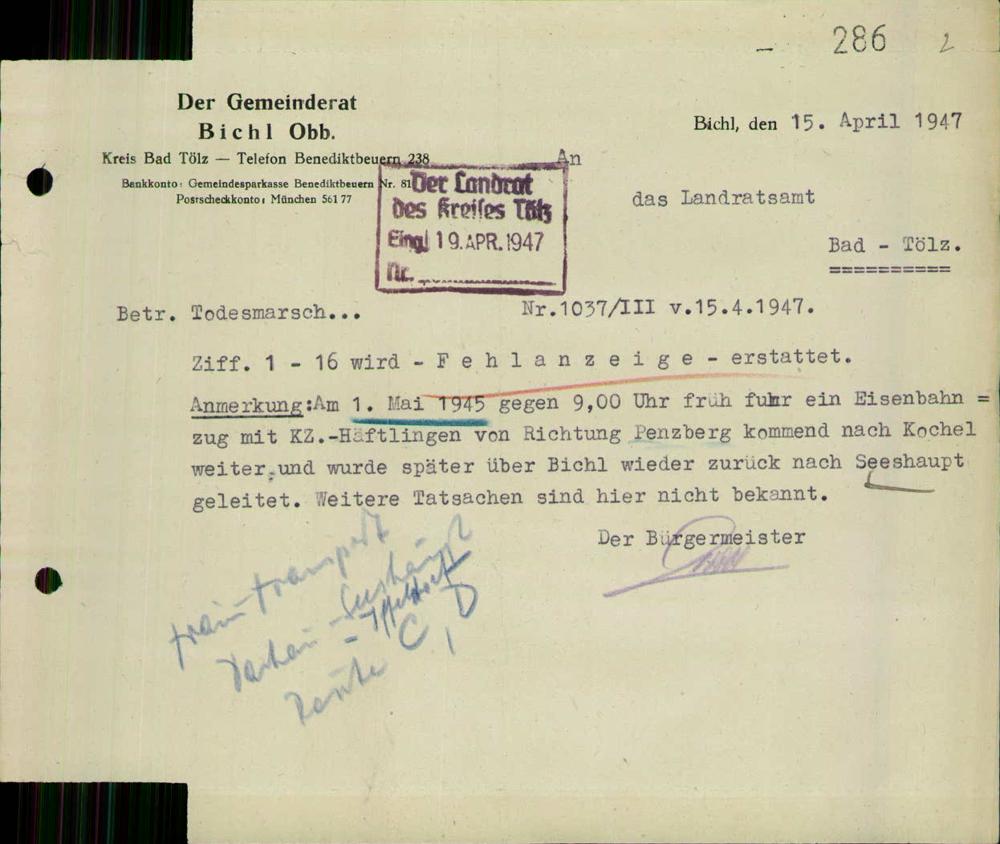 286 2
Der Gemeinderat
Bichl Obb.
Kreis Bad Tölz — Telefon Benediktbeuern 238
Bankkonto: Gemeindesparkasse Benediktbeuern Nr. 81
Postscheckkonto: München 561 77
Bichl, den 15. April 1947
An
das Landratsamt
Bad - Tölz.
==========
Der Landrat
des Kreises Tölz
Eing. 19. APR. 1947
Nr.
Betr. Todesmarsch... Nr.1037/III v.15.4.1947.
Ziff. 1 - 16 wird - F e h l a n z e i g e - erstattet.
Anmerkung:Am 1. Mai 1945 gegen 9,00 Uhr früh fuhr ein Eisenbahn =
zug mit KZ.-Häftlingen von Richtung Penzberg kommend nach Kochel
weiter und wurde später über Bichl wieder zurück nach Seeshaupt
geleitet. Weitere Tatsachen sind hier nicht bekannt.
Der Bürgermeister
train transport
Dachau - Seeshaupt
- Iffeldorf
Route C. D